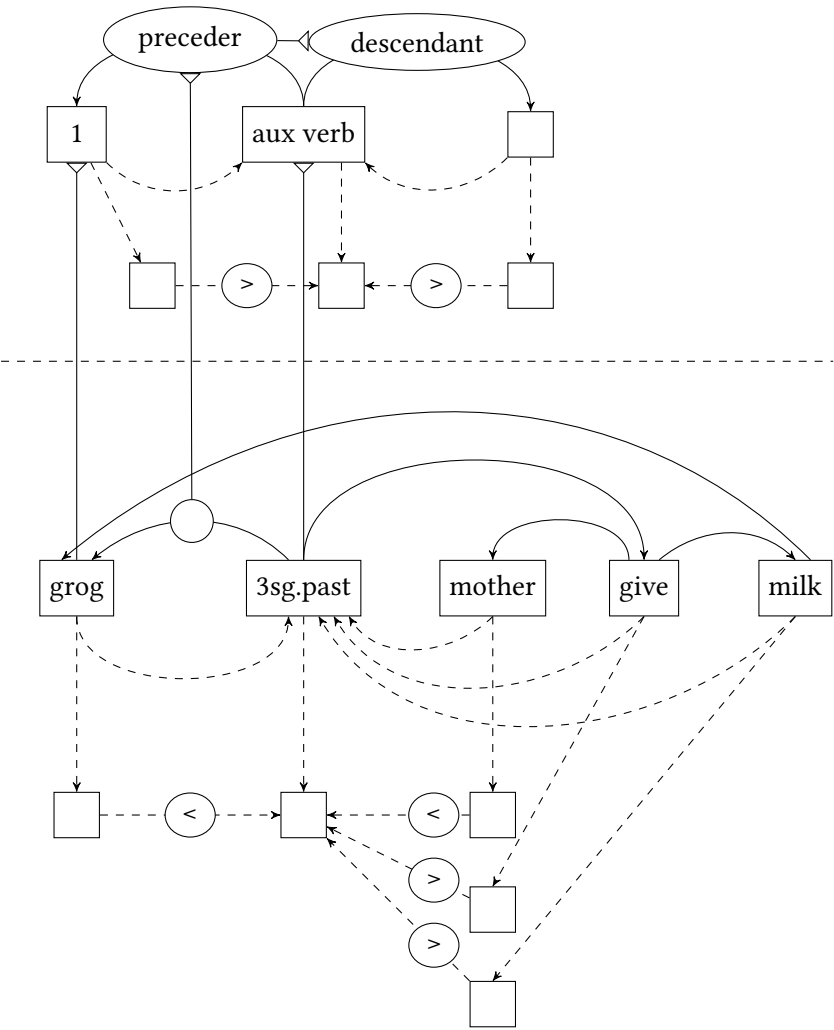 preceder descendant
1 aux verb
> >
grog 3sg.past mother give milk
< <
>
>